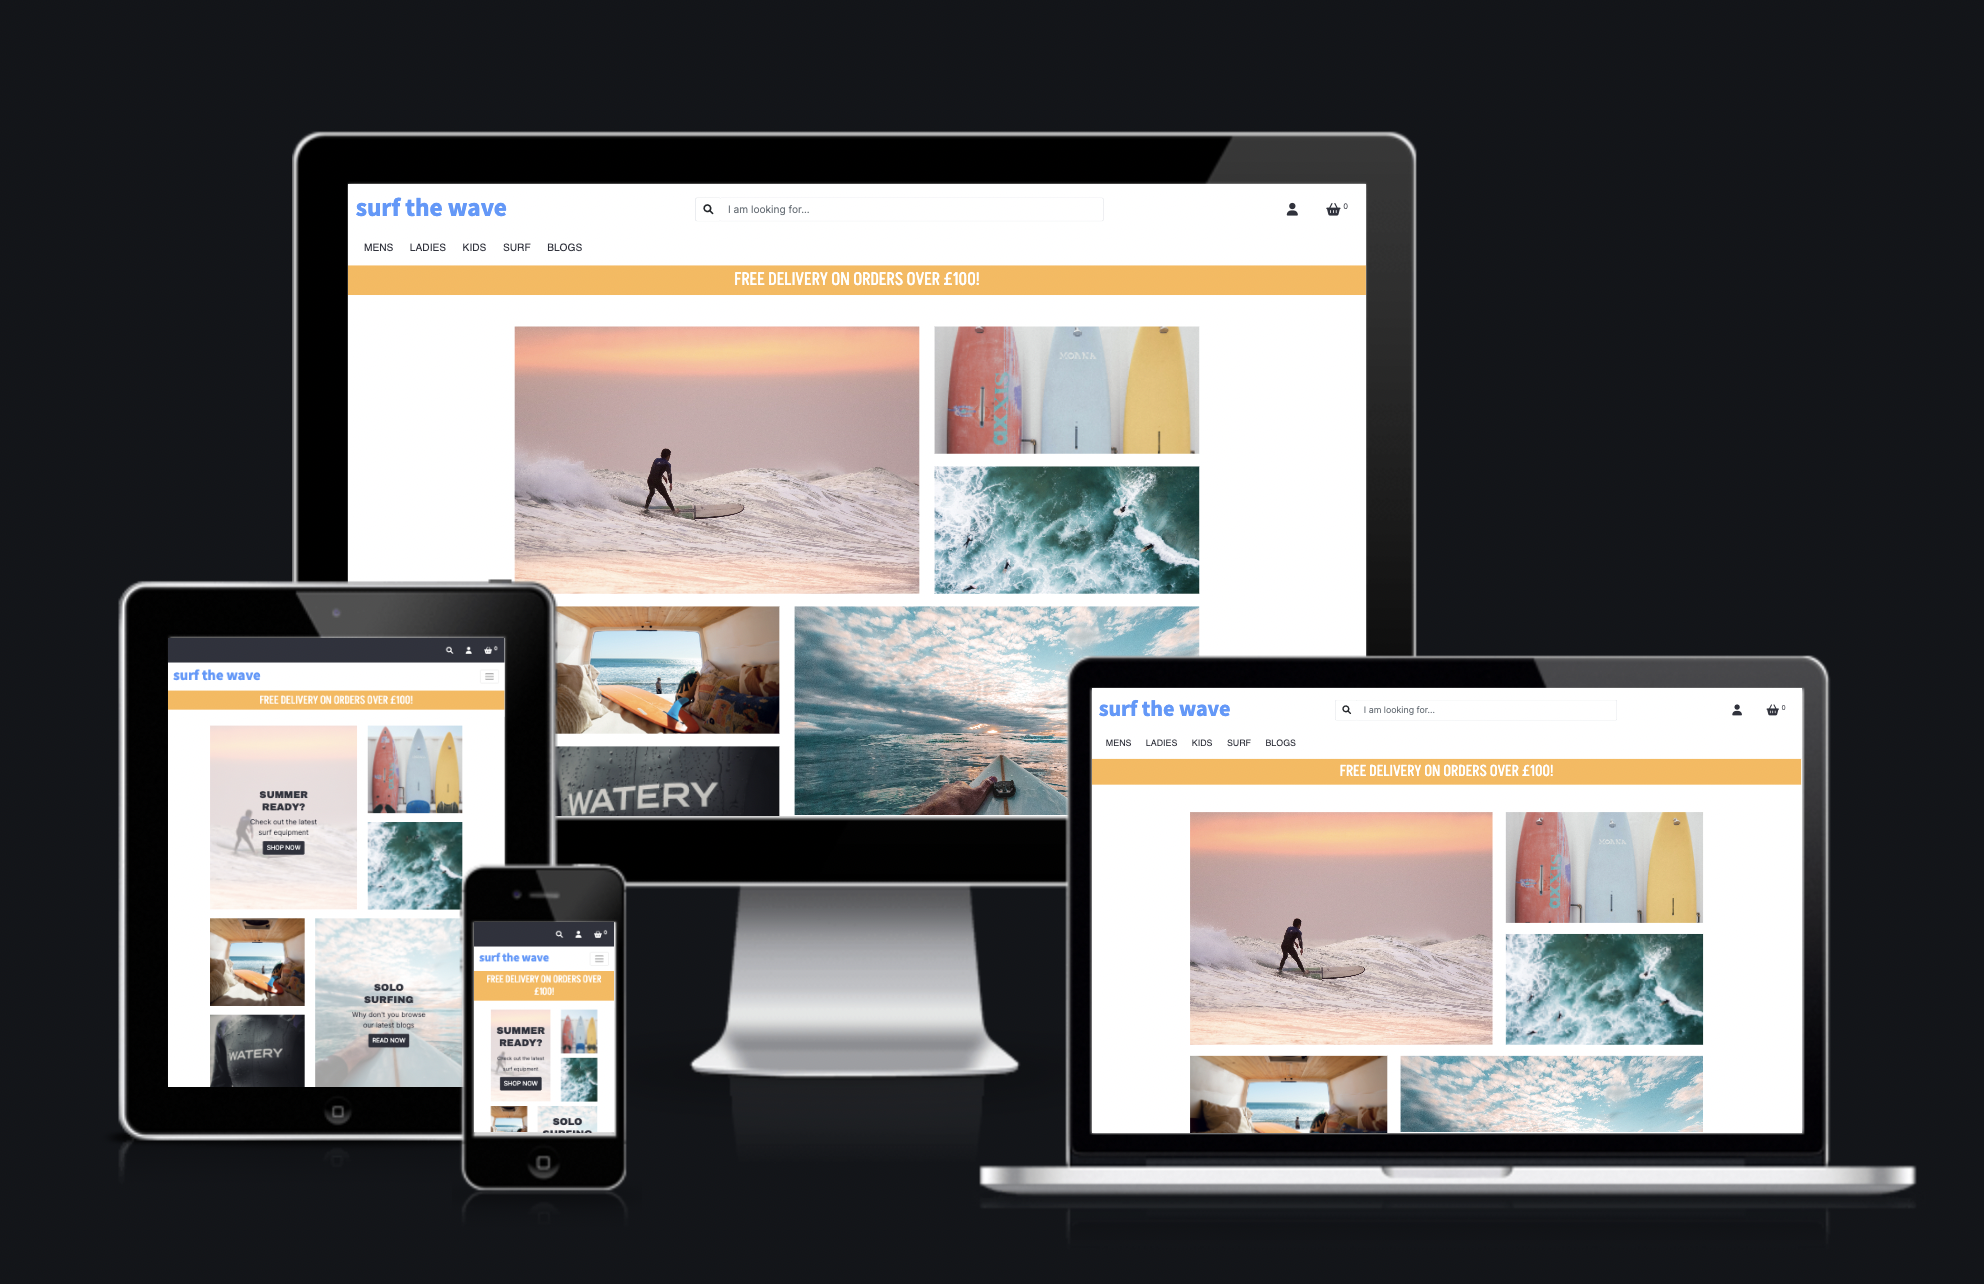 surf the wave
I am looking for...
0
MENS LADIES KIDS SURF BLOGS
FREE DELIVERY ON ORDERS OVER £100!
MOANA
WATERY
0
surf the wave
FREE DELIVERY ON ORDERS OVER £100!
SUMMER
READY?
Check out the latest
surf equipment
SHOP NOW
SOLO
SURFING
Why don't you browse
our latest blogs
READ NOW
WATERY
0
surf the wave
FREE DELIVERY ON ORDERS OVER
£100!
SUMMER
READY?
Check out the latest
surf equipment
SHOP NOW
SOLO
SURFING
surf the wave
I am looking for...
0
MENS LADIES KIDS SURF BLOGS
FREE DELIVERY ON ORDERS OVER £100!